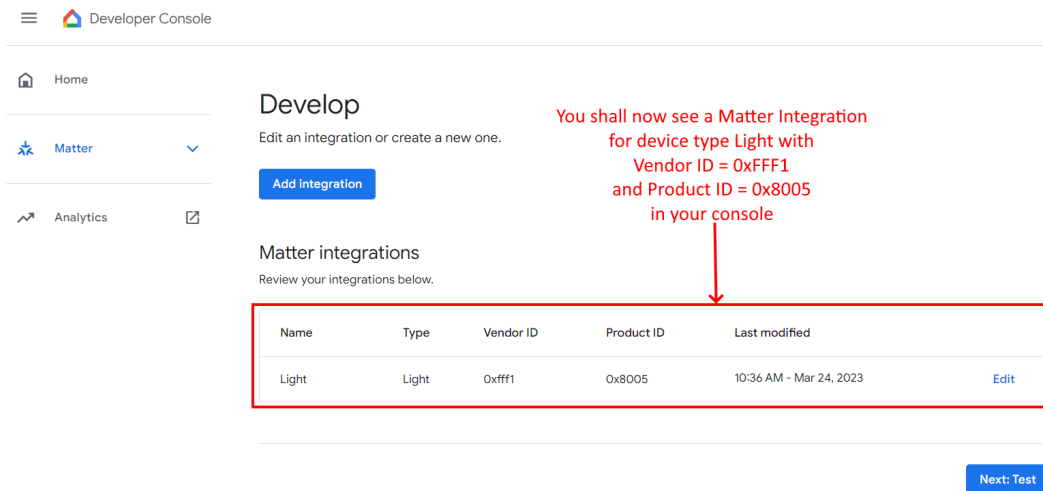 Developer Console
Home
Matter
Analytics
Develop
Edit an integration or create a new one.
Add integration
You shall now see a Matter Integration
for device type Light with
Vendor ID = 0xFFF1
and Product ID = 0x8005
in your console
Matter integrations
Review your integrations below.
Name Type Vendor ID Product ID Last modified
Light Light 0xfff1 0x8005 10:36 AM - Mar 24, 2023 Edit
Next: Test